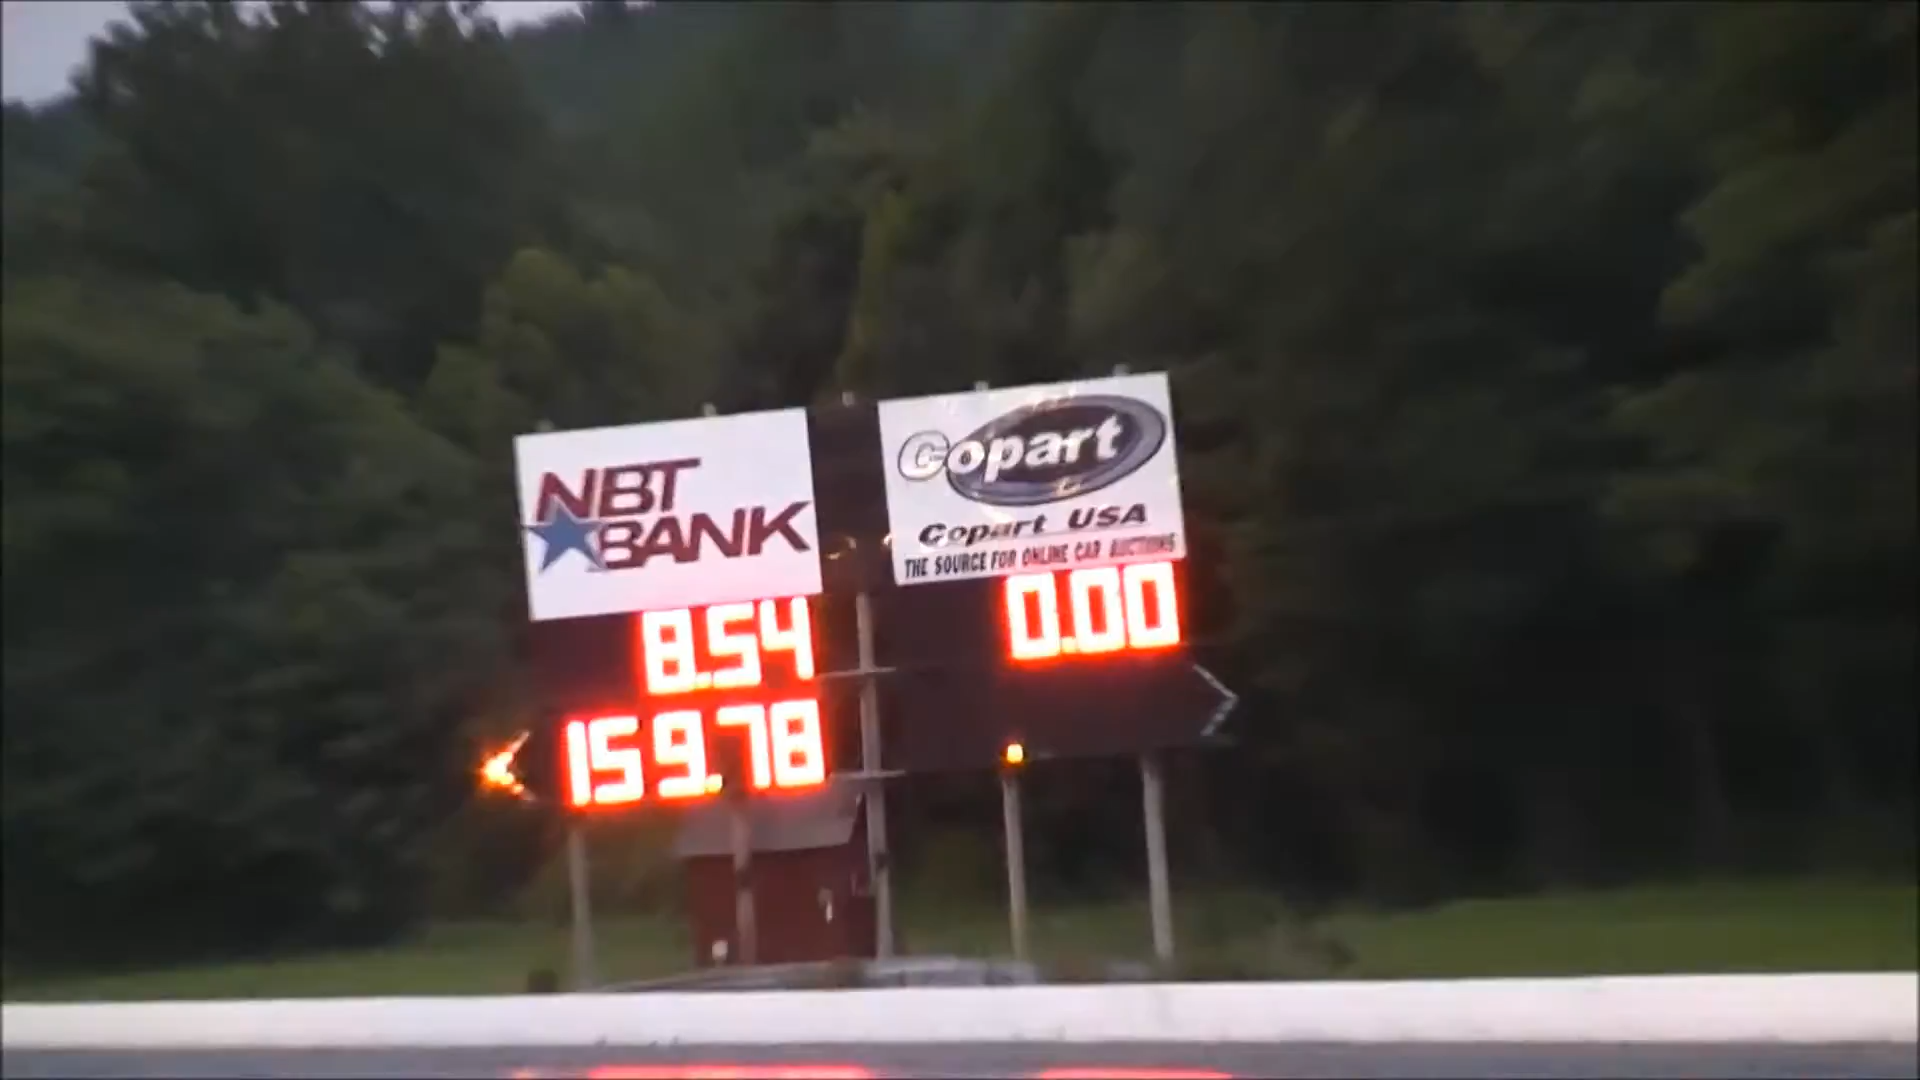 NBT
BANK
8.54
159.78
Copart
Copart USA
THE SOURCE FOR ONLINE CAR AUCTIONS
0.00